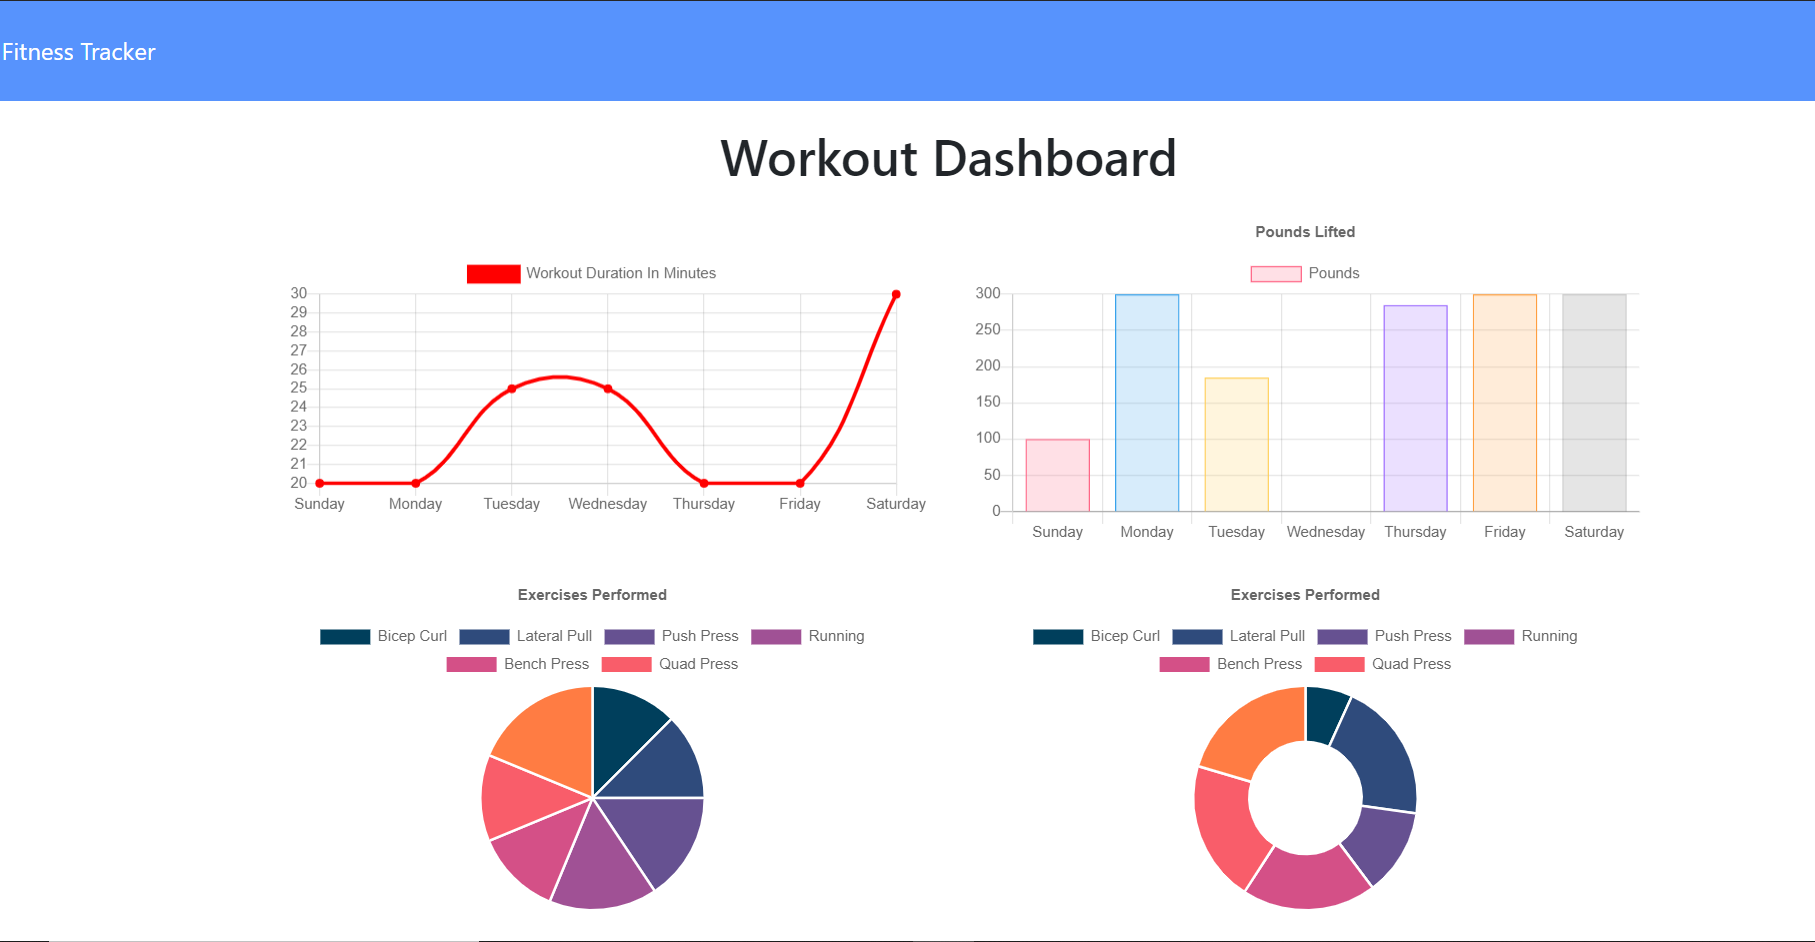 Fitness Tracker
Workout Dashboard
Workout Duration In Minutes
30
29
28
27
26
25
24
23
22
21
20
Sunday Monday Tuesday Wednesday Thursday Friday Saturday
Pounds Lifted
Pounds
300
250
200
150
100
50
0
Sunday Monday Tuesday Wednesday Thursday Friday Saturday
Exercises Performed
Bicep Curl Lateral Pull Push Press Running
Bench Press Quad Press
Exercises Performed
Bicep Curl Lateral Pull Push Press Running
Bench Press Quad Press